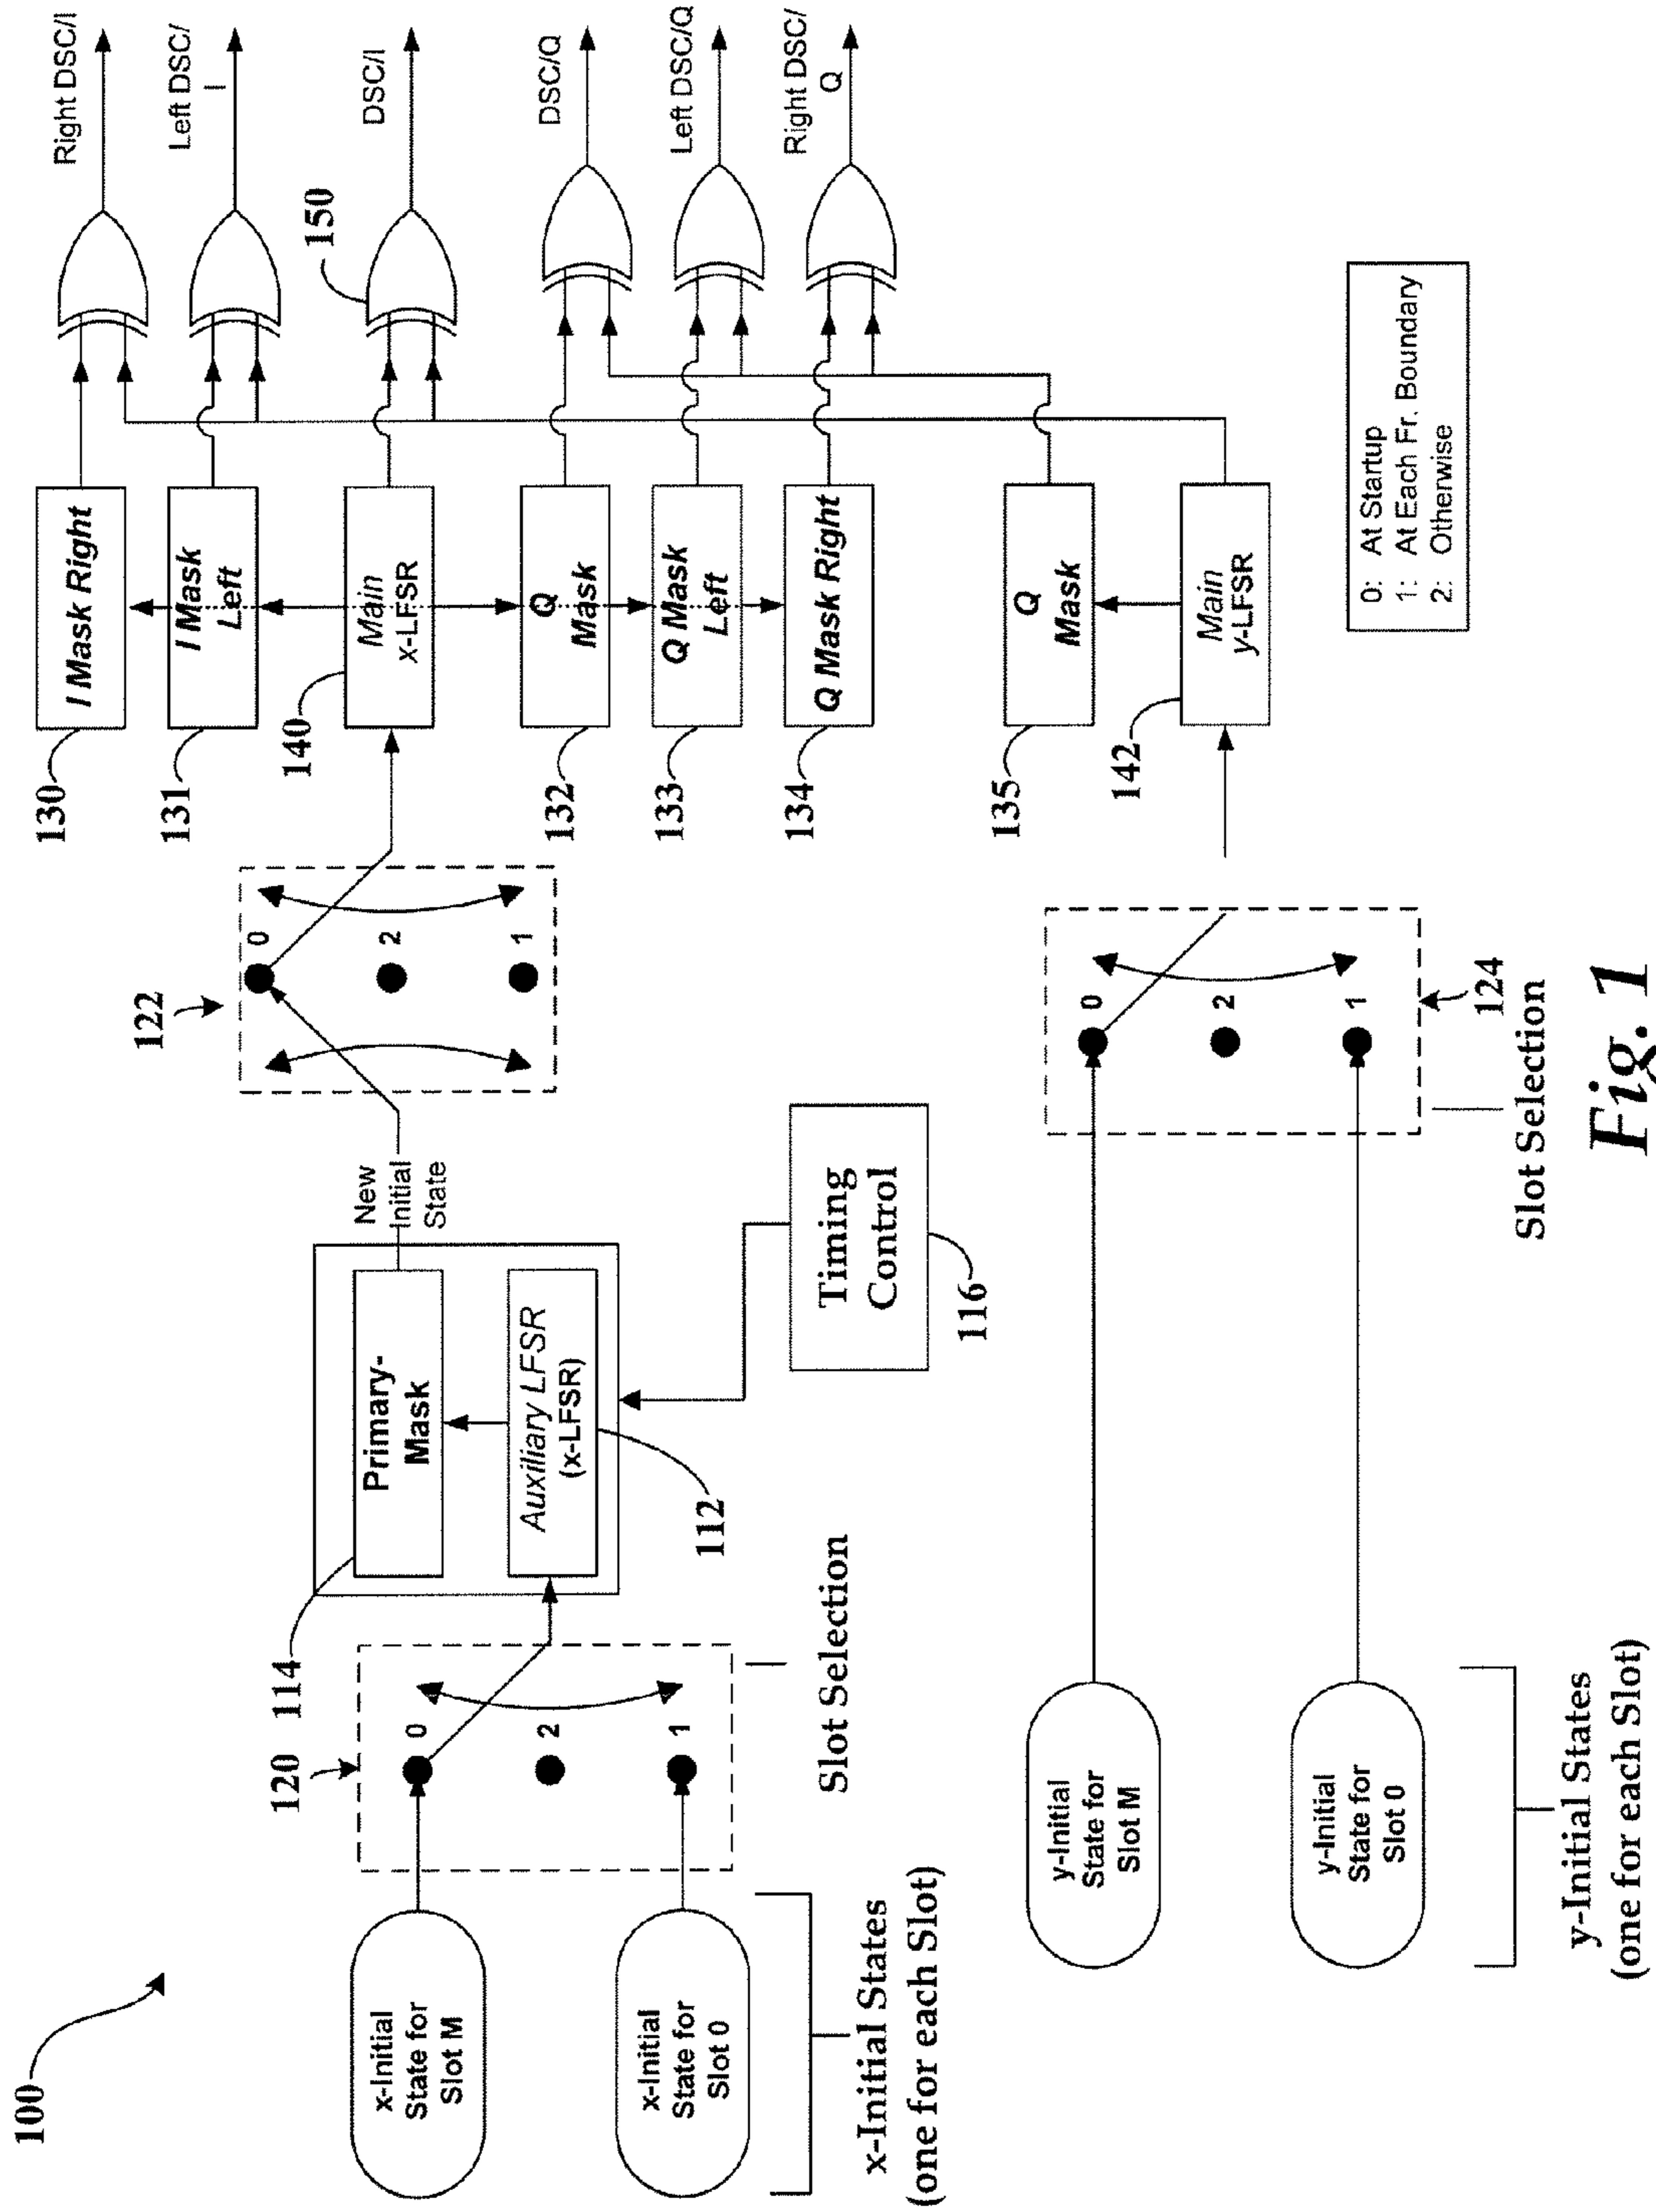 100
x-Initial
State for
Slot M
x-Initial
State for
Slot 0
x-Initial States
(one for each Slot)
120
0
2
1
Slot Selection
114
Primary-
Mask
Auxiliary LFSR
(x-LFSR)
112
New
Initial
State
Timing
Control
116
122
0
2
1
130
I Mask Right
131
I Mask
Left
140
Main
x-LFSR
132
Q
Mask
133
Q Mask
Left
134
Q Mask Right
135
Q
Mask
142
Main
y-LFSR
150
Right DSC/I
Left DSC/
I
DSC/I
DSC/Q
Left DSC/Q
Right DSC/
Q
y-Initial
State for
Slot M
y-Initial
State for
Slot 0
y-Initial States
(one for each Slot)
0
2
1
124
Slot Selection
0: At Startup
1: At Each Fr. Boundary
2: Otherwise
Fig. 1